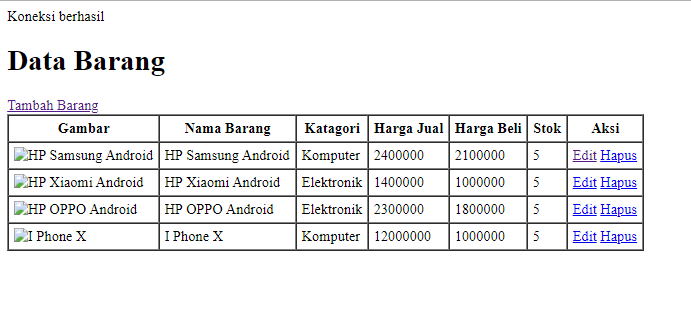 Koneksi berhasil
Data Barang
Tambah Barang
Gambar Nama Barang Katagori Harga Jual Harga Beli Stok Aksi
HP Samsung Android HP Samsung Android Komputer 2400000 2100000 5 Edit Hapus
HP Xiaomi Android HP Xiaomi Android Elektronik 1400000 1000000 5 Edit Hapus
HP OPPO Android HP OPPO Android Elektronik 2300000 1800000 5 Edit Hapus
I Phone X I Phone X Komputer 12000000 1000000 5 Edit Hapus